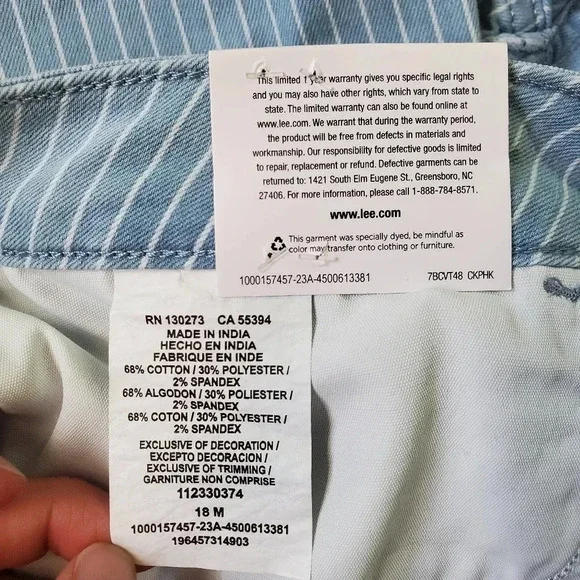 This limited 1 year warranty gives you specific legal rights
and you may also have other rights, which vary from state to
state. The limited warranty can also be found online at
www.lee.com. We warrant that during the warranty period,
the product will be free from defects in materials and
workmanship. Our responsibility for defective goods is limited
to repair, replacement or refund. Defective garments can be
returned to: 1421 South Elm Eugene St., Greensboro, NC
27406. For more information, please call 1-888-784-8571.
www.lee.com
This garment was specially dyed, be mindful as
color may transfer onto clothing or furniture.
1000157457-23A-4500613381 7BCVT48 CKPHK
RN 130273 CA 55394
MADE IN INDIA
HECHO EN INDIA
FABRIQUE EN INDE
68% COTTON / 30% POLYESTER /
2% SPANDEX
68% ALGODON / 30% POLIESTER /
2% SPANDEX
68% COTON / 30% POLYESTER /
2% SPANDEX
EXCLUSIVE OF DECORATION /
EXCEPTO DECORACION /
EXCLUSIVE OF TRIMMING /
GARNITURE NON COMPRISE
112330374
18 M
1000157457-23A-4500613381
196457314903